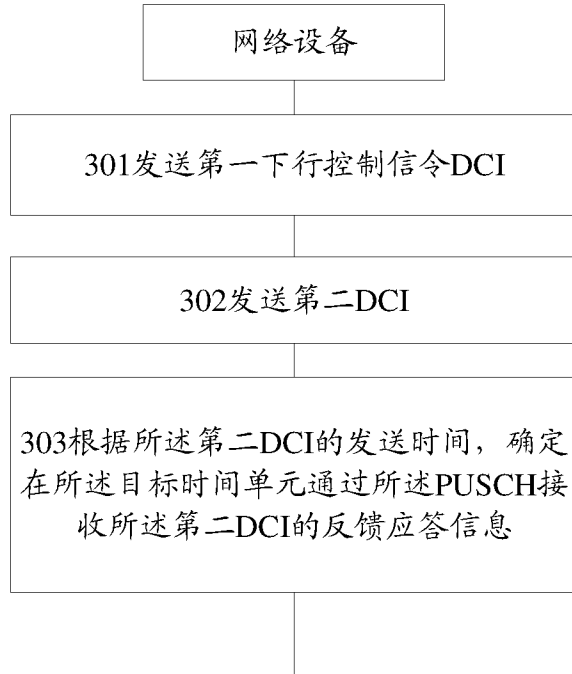 网络设备
301发送第一下行控制信令DCI
302发送第二DCI
303根据所述第二DCI的发送时间，确定
在所述目标时间单元通过所述PUSCH接
收所述第二DCI的反馈应答信息